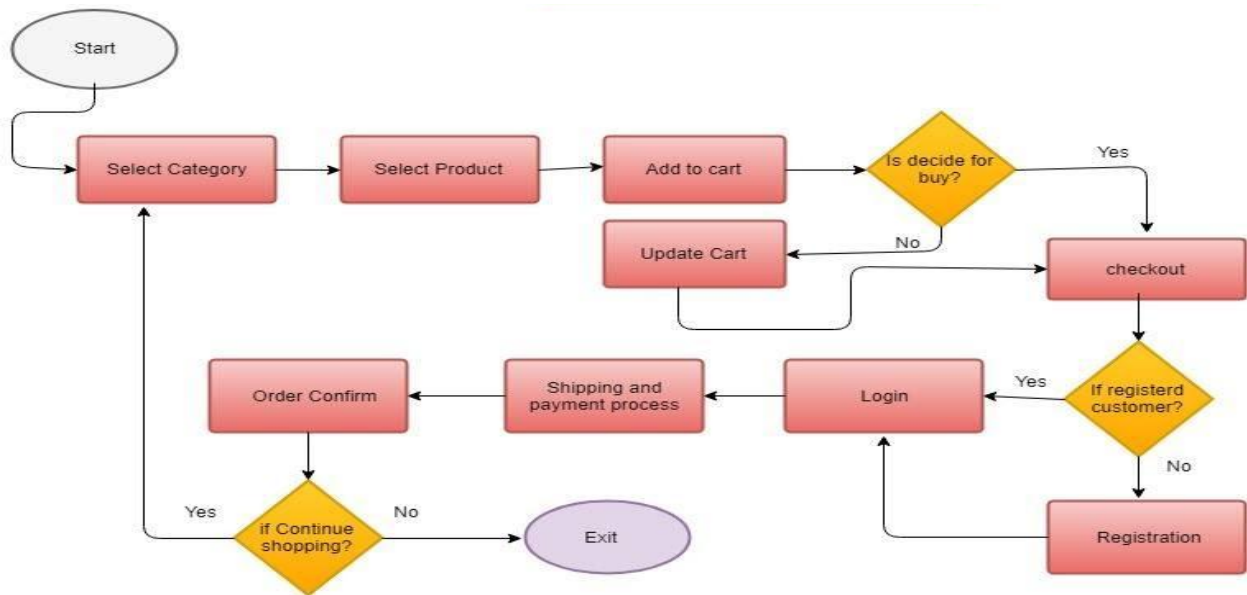 Start
Select Category
Select Product
Add to cart
Is decide for
buy?
Yes
No
Update Cart
checkout
If registerd
customer?
Yes
No
Login
Registration
Shipping and
payment process
Order Confirm
if Continue
shopping?
Yes
No
Exit